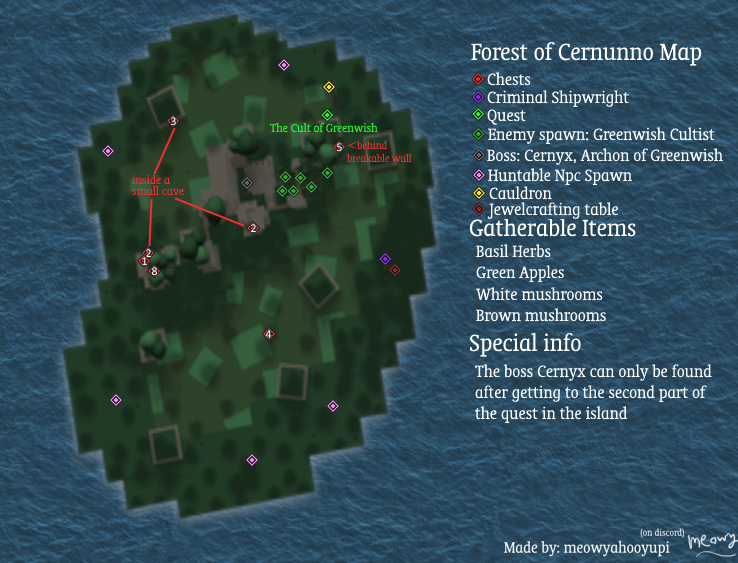 Forest of Cernunno Map
Chests
Criminal Shipwright
Quest
Enemy spawn: Greenwish Cultist
Boss: Cernyx, Archon of Greenwish
Huntable Npc Spawn
Cauldron
Jewelcrafting table
Gatherable Items
Basil Herbs
Green Apples
White mushrooms
Brown mushrooms
Special info
The boss Cernyx can only be found
after getting to the second part of
the quest in the island
(on discord)
Made by: meowyahooyupi
meowy
3
The Cult of Greenwish
5
<behind
breakable wall
inside a
small cave
2
2
1
8
4